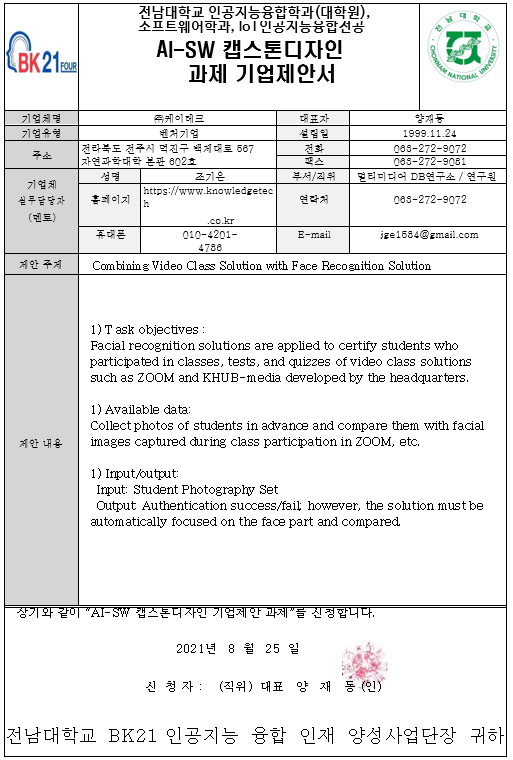 전남대학교 인공지능융합학과(대학원),
소프트웨어학과, IoT인공지능융합전공
AI-SW 캡스톤디자인
과제 기업제안서
BK21 FOUR
전남대학교
CHONNAM NATIONAL UNIVERSITY
기업체명 ㈜케이테크 대표자 양재동
기업유형 벤처기업 설립일 1999.11.24
주소 전라북도 전주시 덕진구 백제대로 567 자연과학대학 본관 602호 전화 063-272-9072
팩스 063-272-9081
기업체 실무담당자 (멘토) 성명 조기은 부서/직위 멀티미디어 DB연구소 / 연구원
홈페이지 https://www.knowledgetec
h
.co.kr 연락처 063-272-9072
휴대폰 010-4201-
4786 E-mail jge1584@gmail.com
제안 주제 Combining Video Class Solution with Face Recognition Solution
제안 내용
1) Task objectives :
Facial recognition solutions are applied to certify students who
participated in classes, tests, and quizzes of video class solutions
such as ZOOM and KHUB-media developed by the headquarters.
1) Available data:
Collect photos of students in advance and compare them with facial
images captured during class participation in ZOOM, etc.
1) Input/output:
Input: Student Photography Set
Output: Authentication success/fail; however, the solution must be
automatically focused on the face part and compared.
상기와 같이 “AI-SW 캡스톤디자인 기업제안 과제”를 신청합니다.
2021년 8 월 25 일
신 청 자 : (직위) 대표 양 재 동 (인)
전남대학교 BK21 인공지능 융합 인재 양성사업단장 귀하